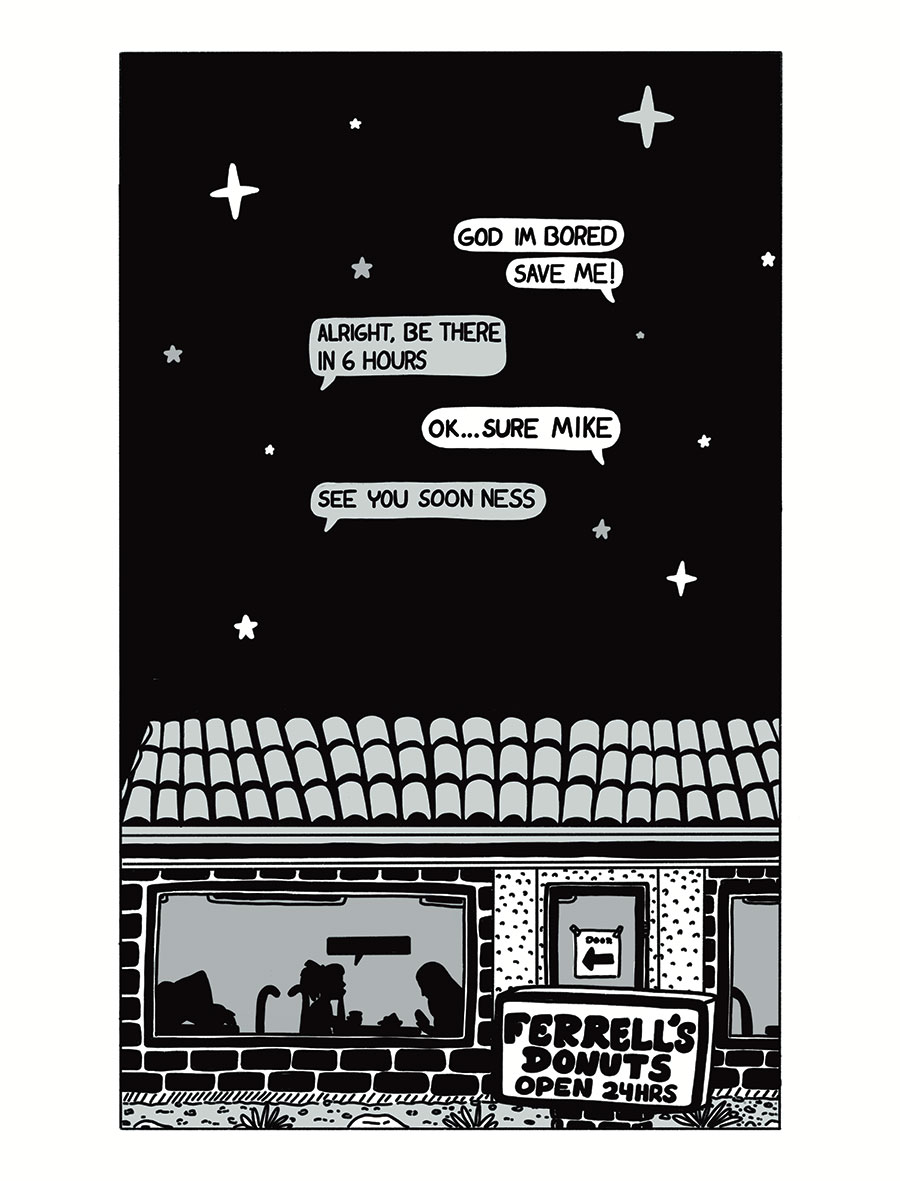 GOD IM BORED
SAVE ME!
ALRIGHT, BE THERE
IN 6 HOURS
OK...SURE MIKE
SEE YOU SOON NESS
DOOR
FERRELL'S
DONUTS
OPEN 24HRS